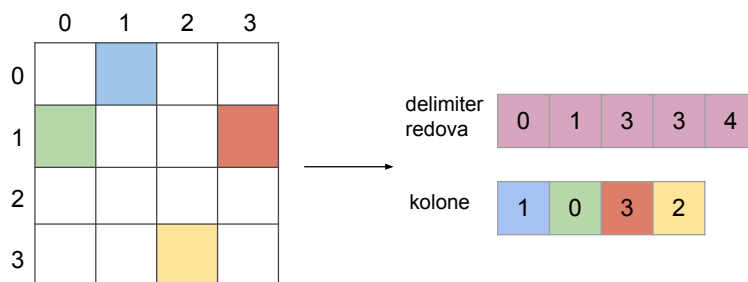 0 1 2 3
0
1
2
3
delimiter
redova
0 1 3 3 4
kolone
1 0 3 2